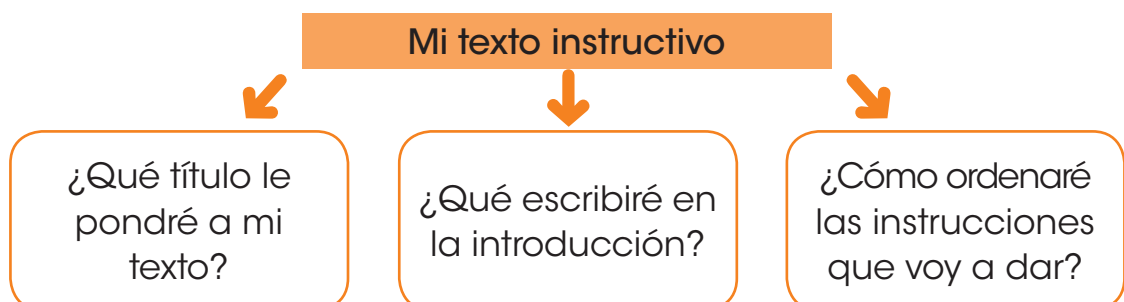 Mi texto instructivo
¿Qué título le
pondré a mi
texto?
¿Qué escribiré en
la introducción?
¿Cómo ordenaré
las instrucciones
que voy a dar?